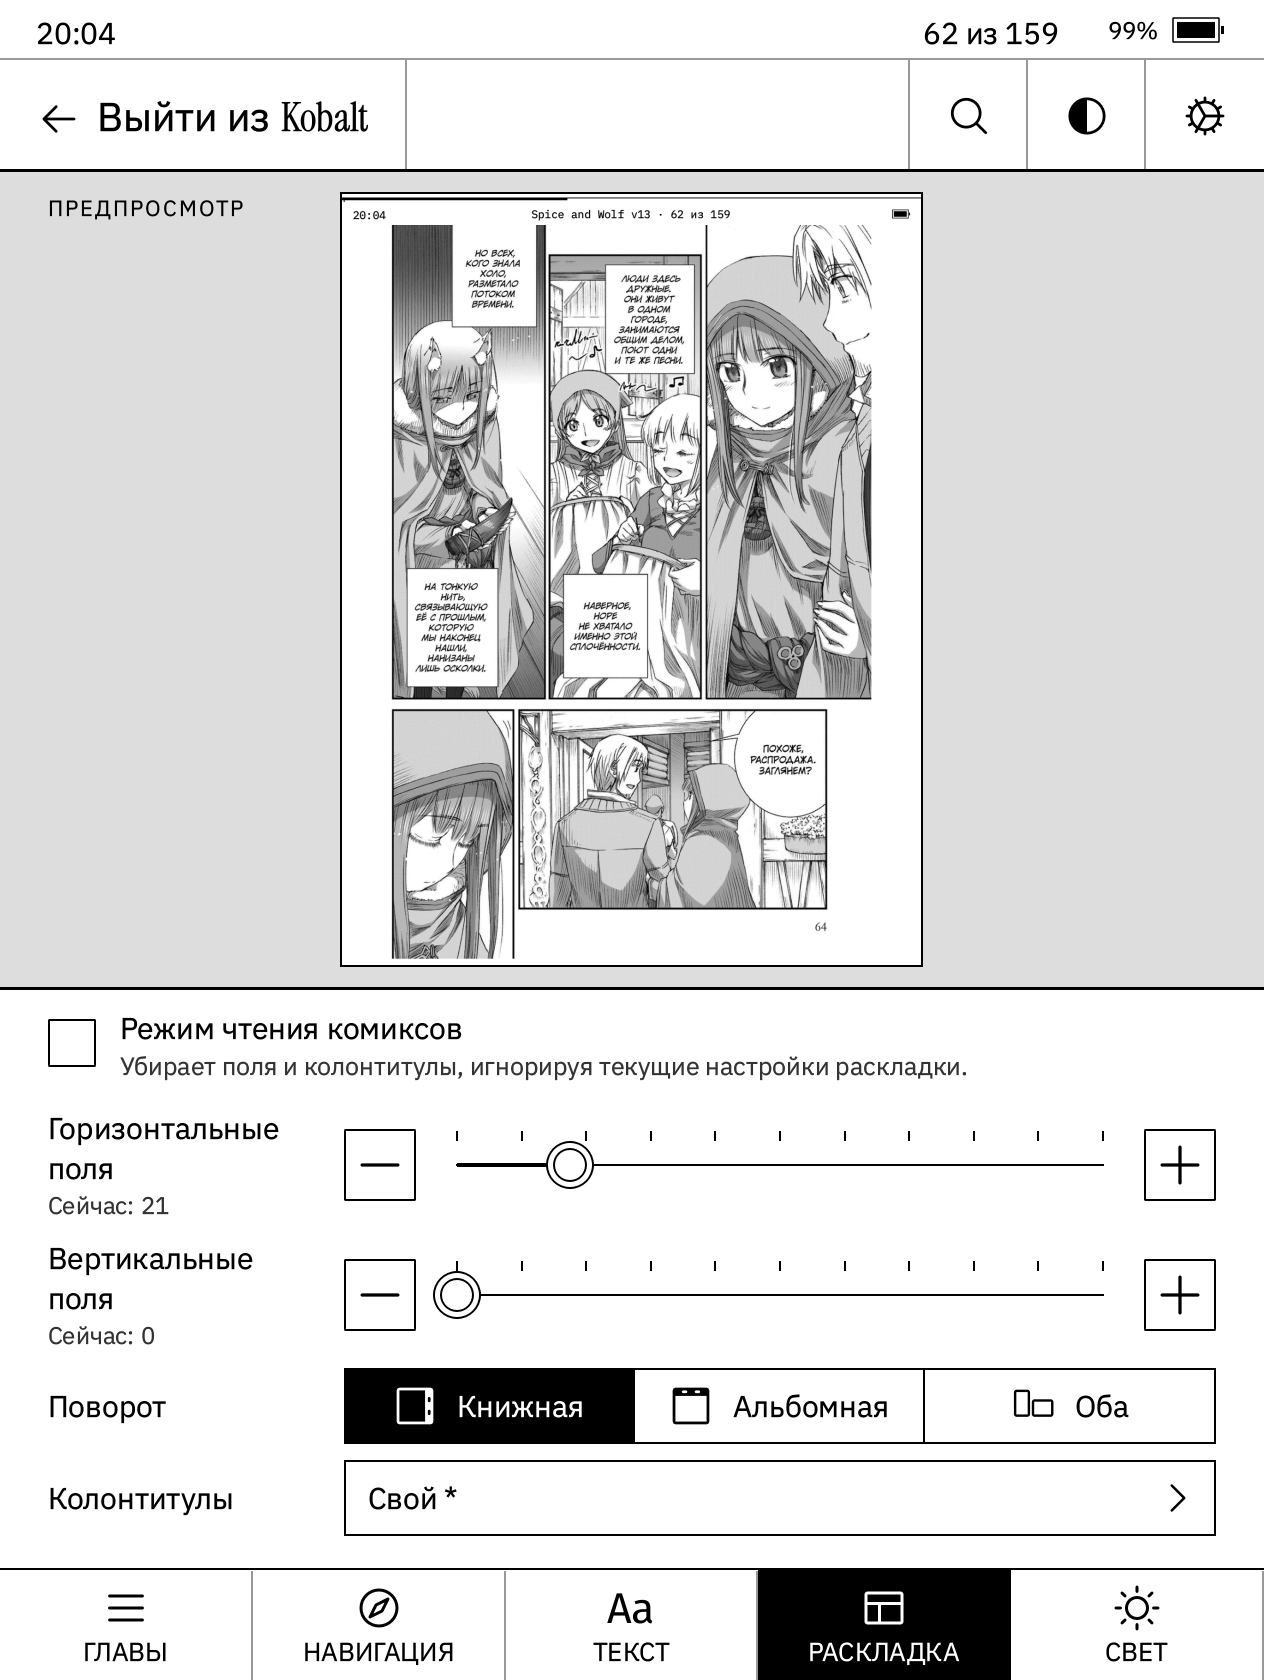 20:04
62 из 159
99%
Выйти из Kobalt
ПРЕДПРОСМОТР
20:04
Spice and Wolf v13 · 62 из 159
НО ВСЕХ,
КОГО ЗНАЛА
ХОЛО,
РАЗМЕТАЛО
ПОТОКОМ
ВРЕМЕНИ.
ЛЮДИ ЗДЕСЬ
ДРУЖНЫЕ.
ОНИ ЖИВУТ
В ОДНОМ
ГОРОДЕ,
ЗАНИМАЮТСЯ
ОБЩИМ ДЕЛОМ,
ПОЮТ ОДНИ
И ТЕ ЖЕ ПЕСНИ.
НА ТОНКУЮ
НИТЬ,
СВЯЗЫВАЮЩУЮ
ЕЁ С ПРОШЛЫМ,
КОТОРУЮ
МЫ НАКОНЕЦ
НАШЛИ,
НАНИЗАНЫ
ЛИШЬ ОСКОЛКИ.
НАВЕРНОЕ,
НОРЕ
НЕ ХВАТАЛО
ИМЕННО ЭТОЙ
СПЛОЧЁННОСТИ.
ПОХОЖЕ,
РАСПРОДАЖА.
ЗАГЛЯНЕМ?
64
Режим чтения комиксов
Убирает поля и колонтитулы, игнорируя текущие настройки раскладки.
Горизонтальные
поля
Сейчас: 21
Вертикальные
поля
Сейчас: 0
Поворот
Книжная
Альбомная
Оба
Колонтитулы
Свой *
ГЛАВЫ
НАВИГАЦИЯ
Aa
ТЕКСТ
РАСКЛАДКА
СВЕТ